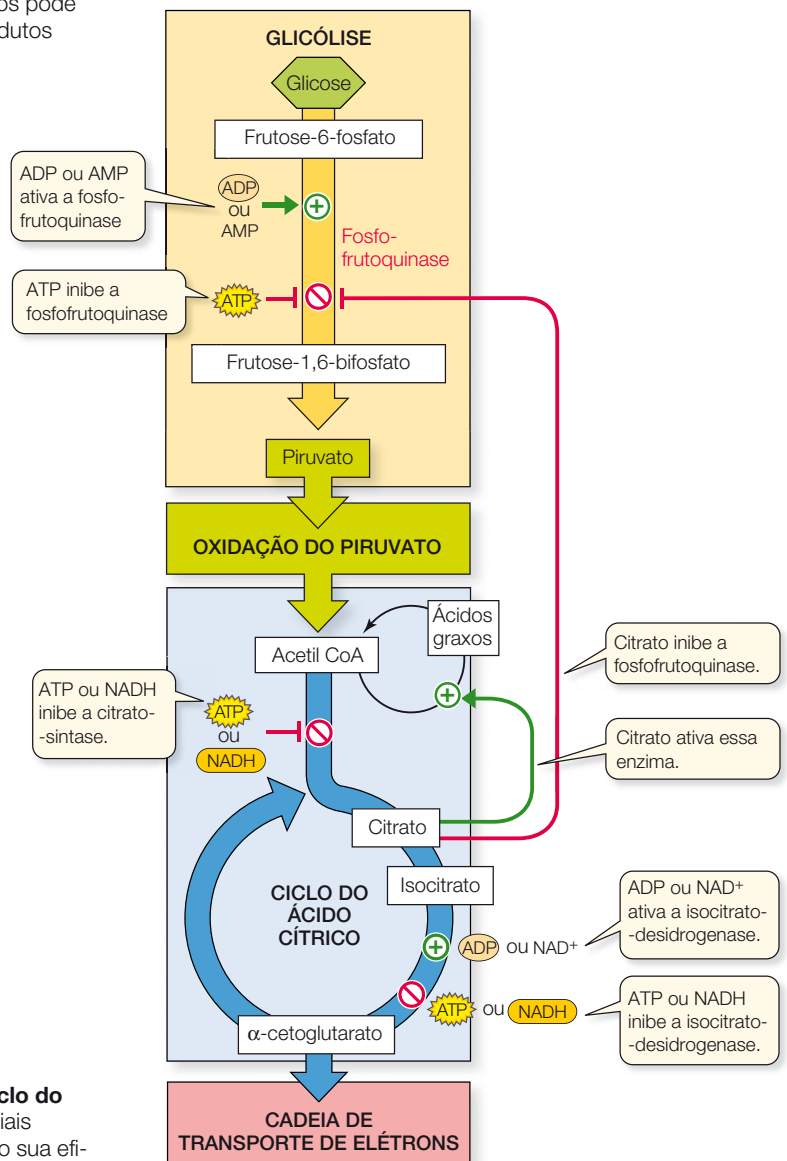 os pode
dutos
GLICÓLISE
Glicose
Frutose-6-fosfato
ADP ou AMP
ativa a fosfo-
frutoquinase
ADP
ou
AMP
Fosfo-
frutoquinase
ATP inibe a
fosfofrutoquinase
ATP
Frutose-1,6-bifosfato
Piruvato
OXIDAÇÃO DO PIRUVATO
Ácidos
graxos
Acetil CoA
Citrato inibe a
fosfofrutoquinase.
ATP ou NADH
inibe a citrato-
-sintase.
ATP
ou
NADH
Citrato ativa essa
enzima.
Citrato
Isocitrato
CICLO DO
ÁCIDO
CÍTRICO
ADP ou NAD⁺
ADP ou NAD⁺
ativa a isocitrato-
-desidrogenase.
ATP ou NADH
ATP ou NADH
inibe a isocitrato-
-desidrogenase.
α-cetoglutarato
clo do
iais
o sua efi-
CADEIA DE
TRANSPORTE DE ELÉTRONS